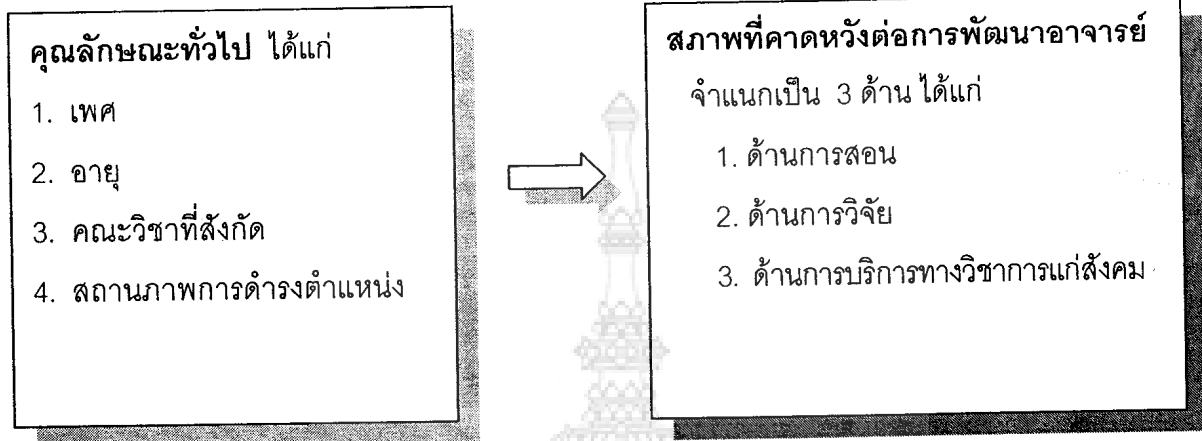 คุณลักษณะทั่วไป ได้แก่
1. เพศ
2. อายุ
3. คณะวิชาที่สังกัด
4. สถานภาพการดำรงตำแหน่ง
สภาพที่คาดหวังต่อการพัฒนาอาจารย์
จำแนกเป็น 3 ด้าน ได้แก่
1. ด้านการสอน
2. ด้านการวิจัย
3. ด้านการบริการทางวิชาการแก่สังคม